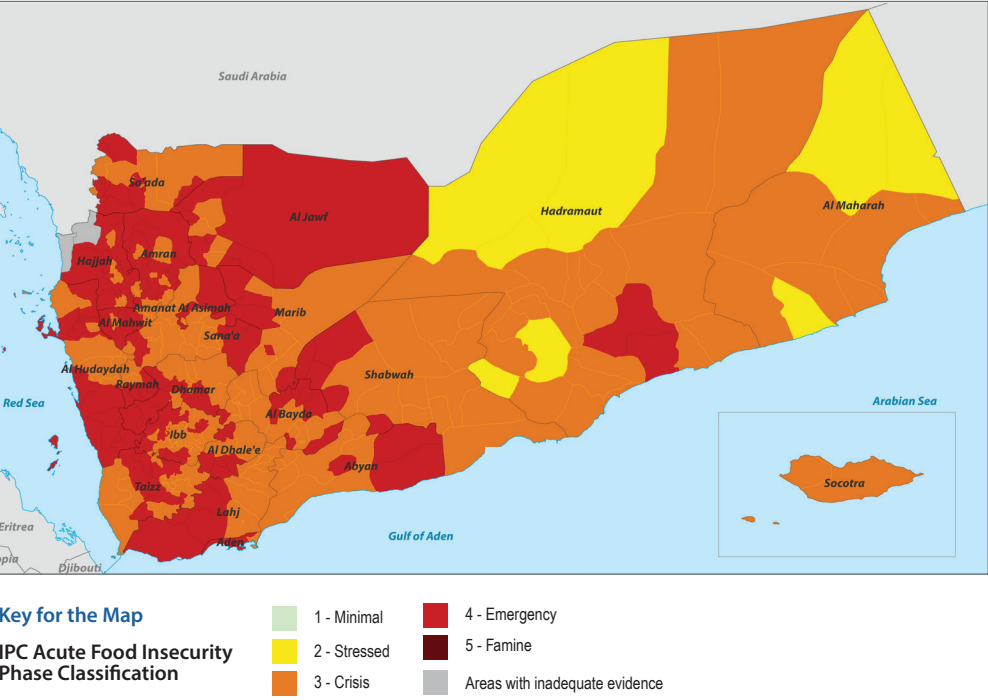 Saudi Arabia
Sa'ada
Al Jawf
Hadramaut
Al Maharah
Hajjah
Amran
Amanat Al Asimah
Marib
Al Mahwit
Sana'a
Al Hudaydah
Shabwah
Raymah
Dhamar
Red Sea
Al Bayda
Arabian Sea
Ibb
Al Dhale'e
Abyan
Taizz
Socotra
Lahj
Eritrea
Gulf of Aden
Aden
opia
Djibouti
Key for the Map
IPC Acute Food Insecurity
Phase Classification
1 - Minimal
2 - Stressed
3 - Crisis
4 - Emergency
5 - Famine
Areas with inadequate evidence